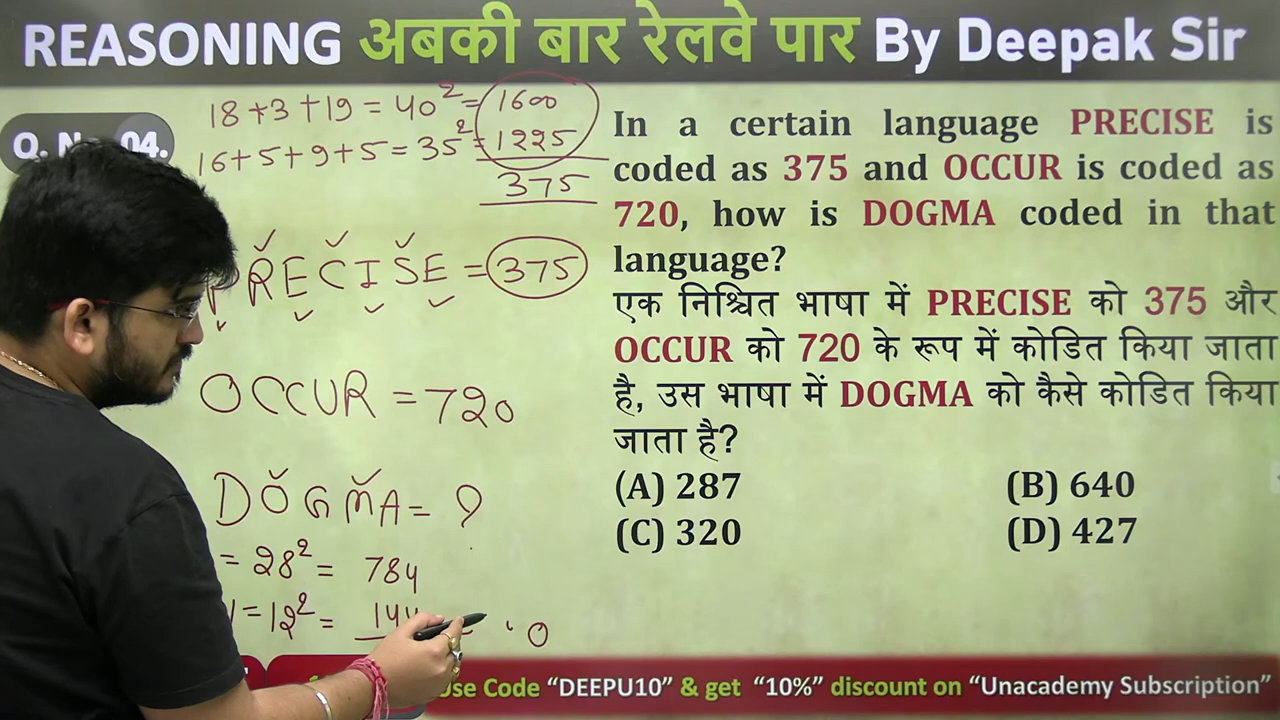 REASONING अबकी बार रेलवे पार By Deepak Sir
18+3+19 = 40² = 1600
Q. No. 04.
16+5+9+5 = 35² = 1225
375
PRECISE = 375
OCCUR = 720
DOGMA = ?
= 28² = 784
1 = 12² = 144
In a certain language PRECISE is
coded as 375 and OCCUR is coded as
720, how is DOGMA coded in that
language?
एक निश्चित भाषा में PRECISE को 375 और
OCCUR को 720 के रूप में कोडित किया जाता
है, उस भाषा में DOGMA को कैसे कोडित किया
जाता है?
(A) 287 (B) 640
(C) 320 (D) 427
Use Code “DEEPU10” & get “10%” discount on “Unacademy Subscription”